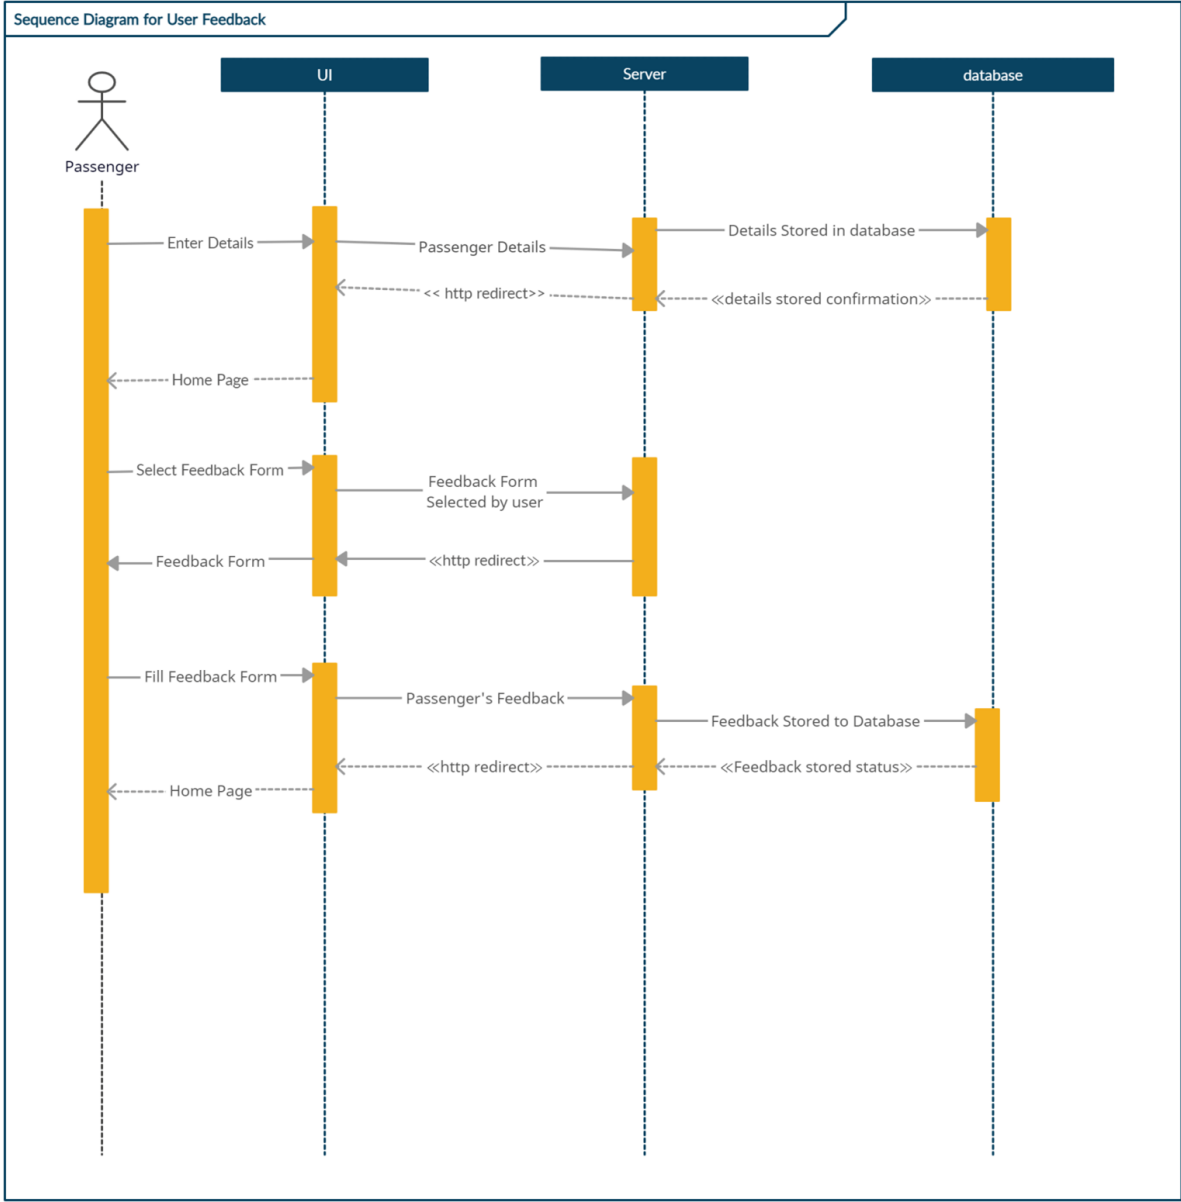 Sequence Diagram for User Feedback
UI
Server
database
Passenger
Enter Details
Passenger Details
Details Stored in database
<< http redirect>>
«details stored confirmation»
Home Page
Select Feedback Form
Feedback Form
Selected by user
Feedback Form
«http redirect»
Fill Feedback Form
Passenger's Feedback
Feedback Stored to Database
«http redirect»
«Feedback stored status»
Home Page